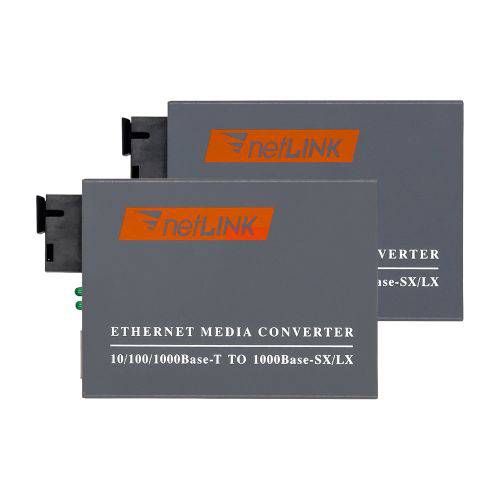 netLINK
VERTER
ase-SX/LX
netLINK
ETHERNET MEDIA CONVERTER
10/100/1000Base-T TO 1000Base-SX/LX